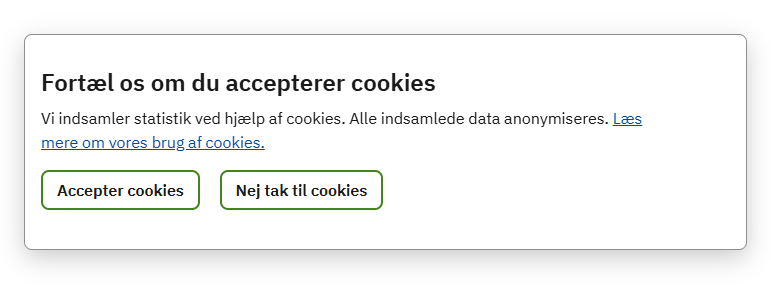 Fortæl os om du accepterer cookies
Vi indsamler statistik ved hjælp af cookies. Alle indsamlede data anonymiseres. Læs
mere om vores brug af cookies.
Accepter cookies
Nej tak til cookies